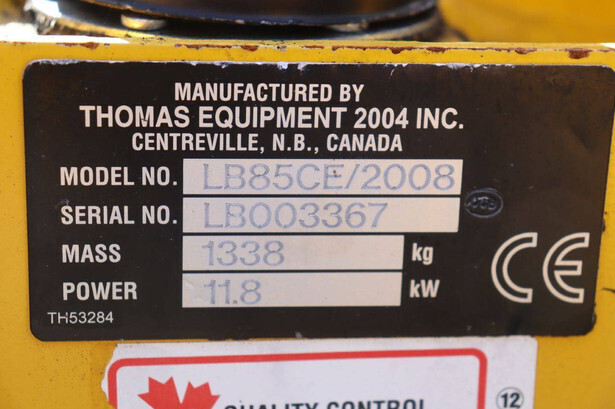 MANUFACTURED BY
THOMAS EQUIPMENT 2004 INC.
CENTREVILLE, N.B., CANADA
MODEL NO. LB85CE/2008
SERIAL NO. LB003367
MASS 1338 kg
POWER 11.8 kW
CE
TH53284
QUALITY CONTROL
12